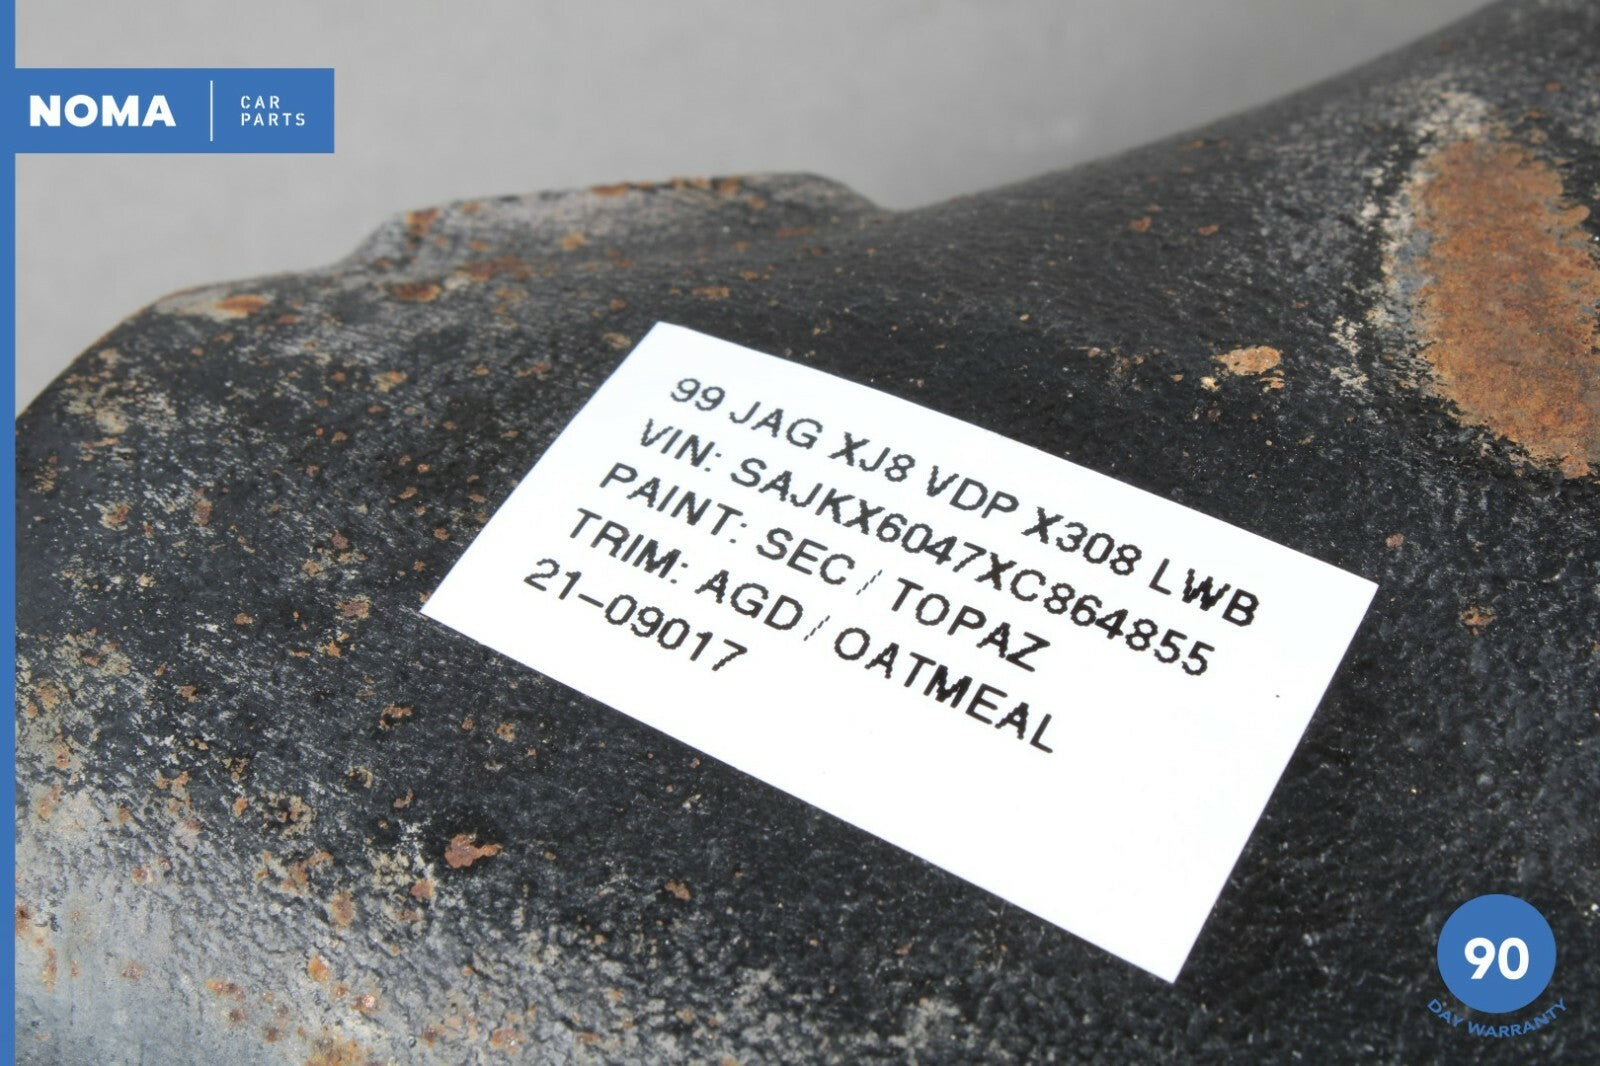 NOMA
CAR
PARTS
99 JAG XJ8 VDP X308 LWB
VIN: SAJKX6047XC864855
PAINT: SEC / TOPAZ
TRIM: AGD / OATMEAL
21-09017
90
DAY WARRANTY